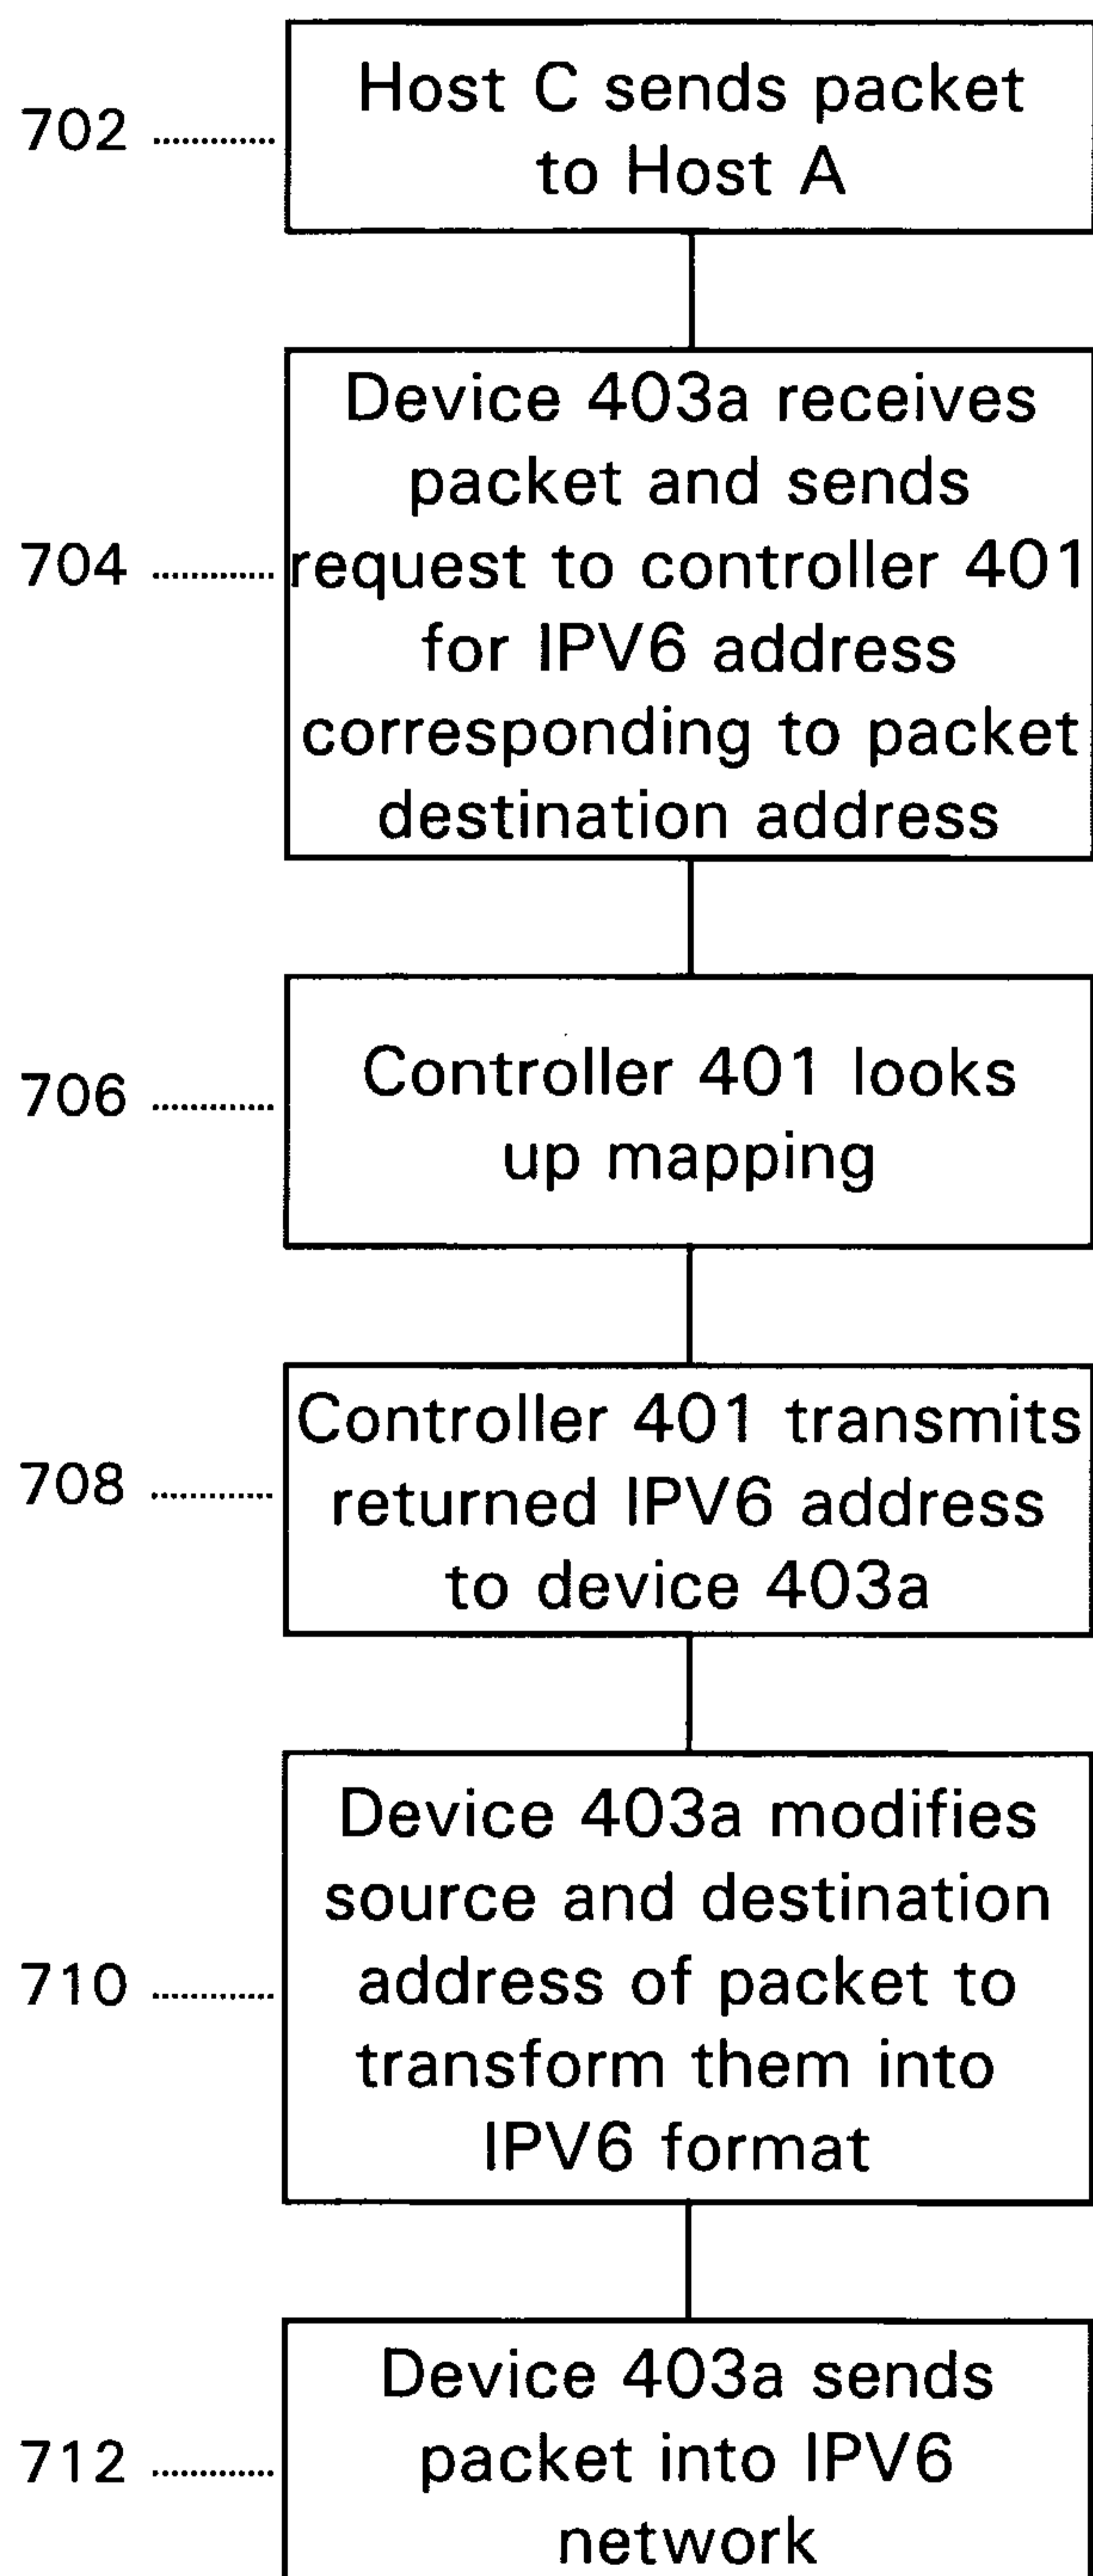 702
Host C sends packet
to Host A
704
Device 403a receives
packet and sends
request to controller 401
for IPV6 address
corresponding to packet
destination address
706
Controller 401 looks
up mapping
708
Controller 401 transmits
returned IPV6 address
to device 403a
710
Device 403a modifies
source and destination
address of packet to
transform them into
IPV6 format
712
Device 403a sends
packet into IPV6
network